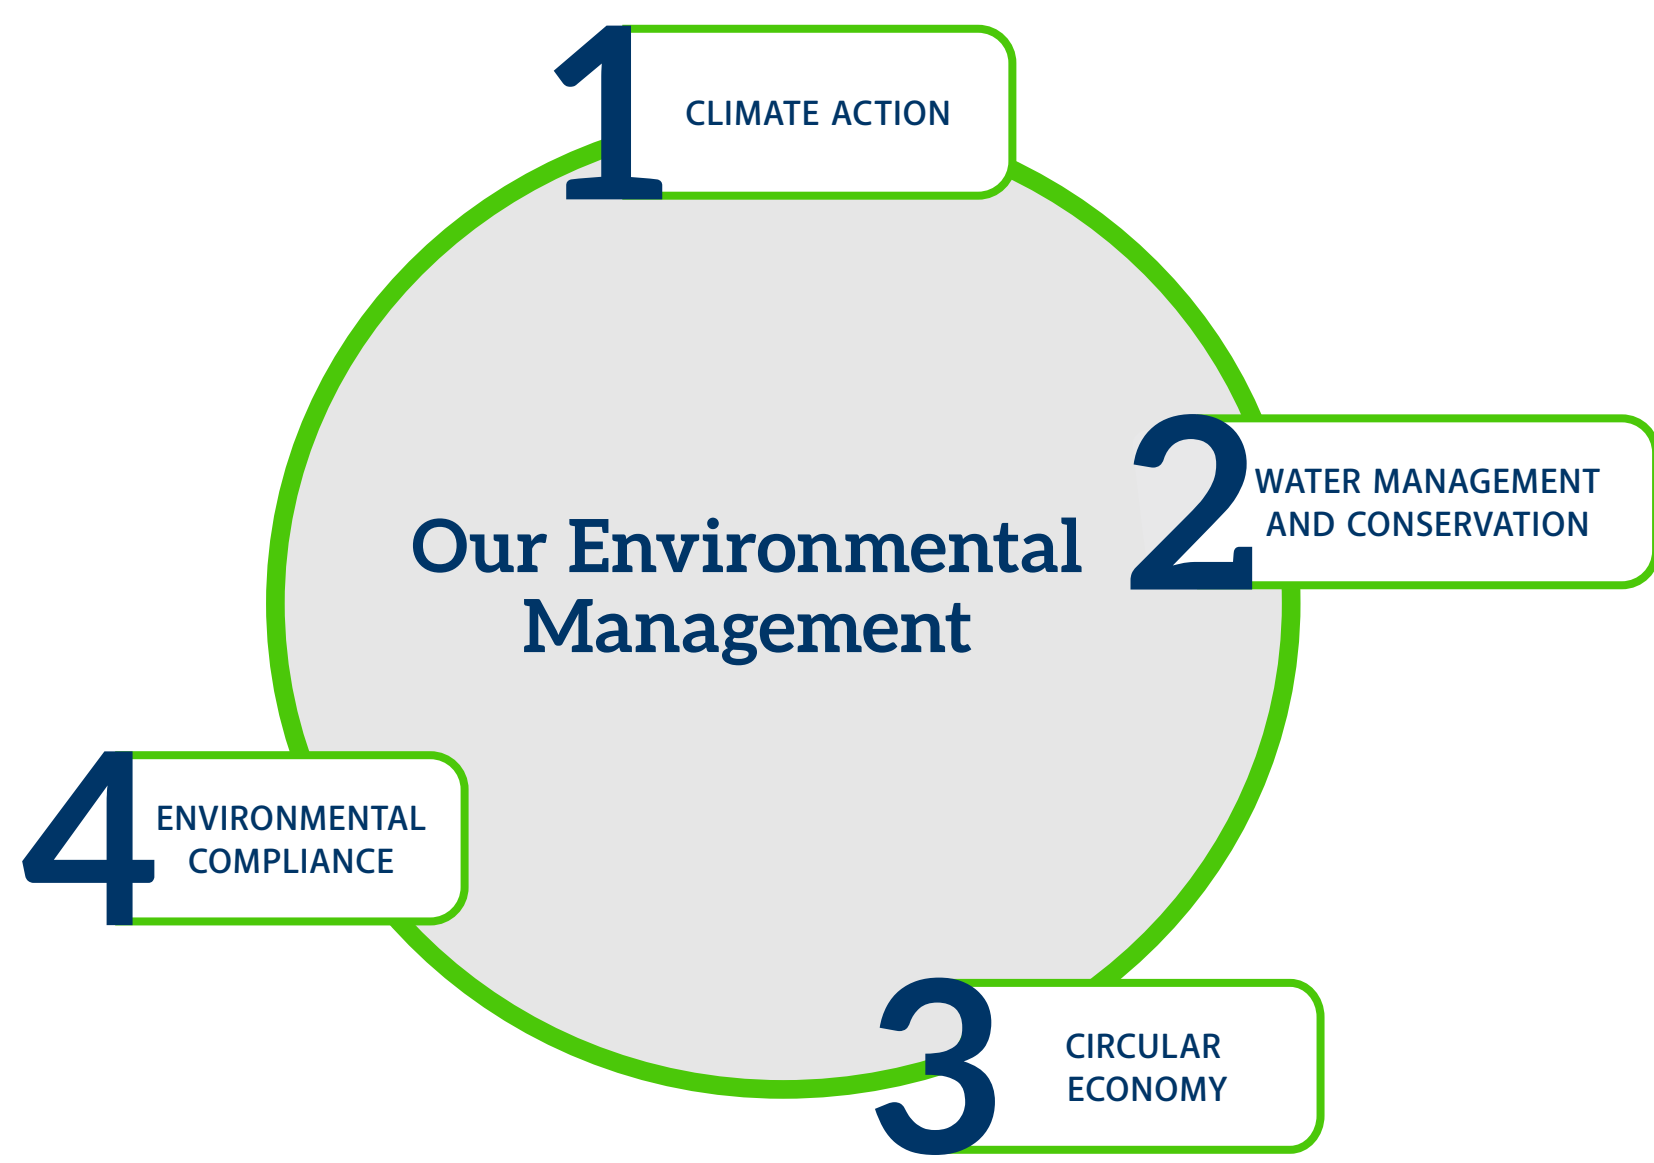 1
CLIMATE ACTION
2
WATER MANAGEMENT
AND CONSERVATION
Our Environmental
Management
4
ENVIRONMENTAL
COMPLIANCE
3
CIRCULAR
ECONOMY